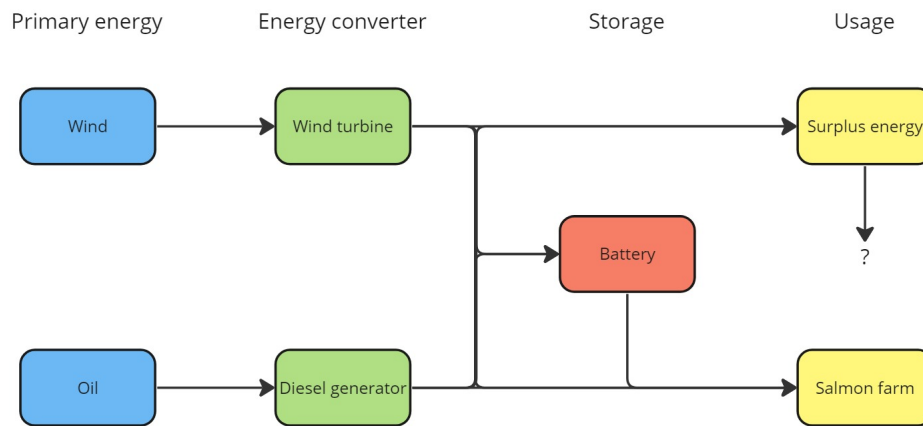 Primary energy
Energy converter
Storage
Usage
Wind
Wind turbine
Surplus energy
Battery
?
Oil
Diesel generator
Salmon farm